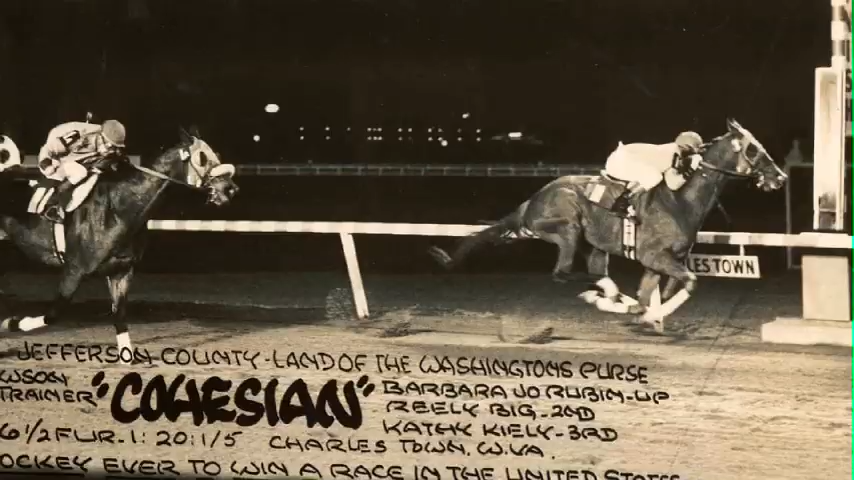 LES TOWN
JEFFERSON COUNTY-LAND OF THE WASHINGTONS PURSE
WSON
TRAINER
"COHESIAN"
BARBARA JO RUBIN-UP
REELY BIG-2ND
KATHY KIELY-3RD
6 1/2 FUR. 1:20:1/5 CHARLES TOWN, W.VA.
OCKEY EVER TO WIN A RACE IN THE UNITED STATES